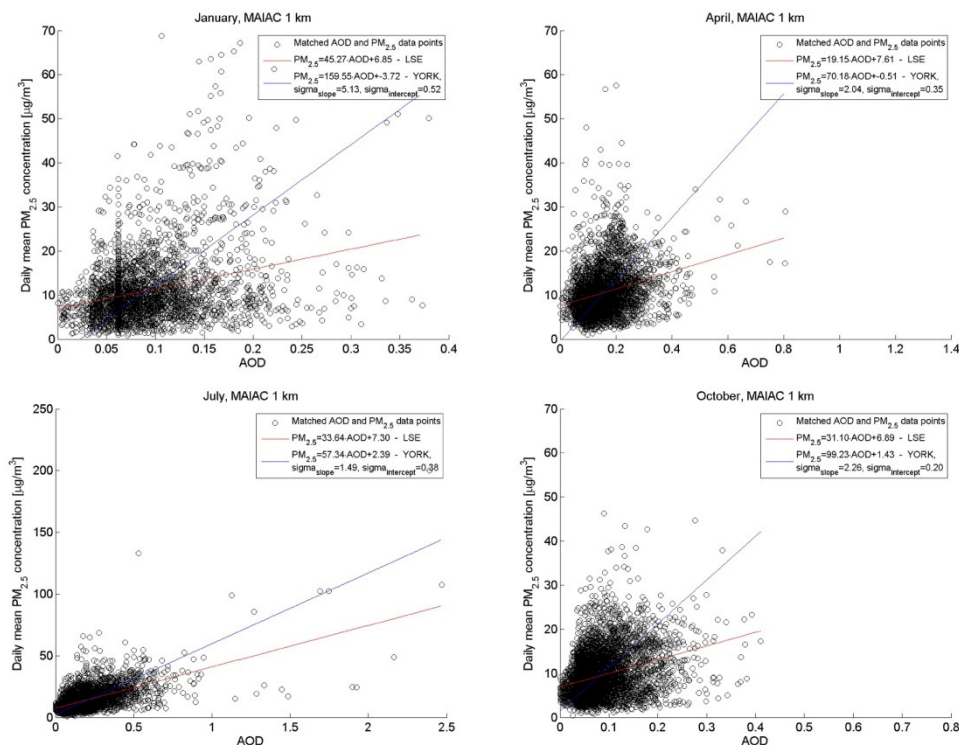 January, MAIAC 1 km
Daily mean PM2.5 concentration [µg/m3]
70
60
50
40
30
20
10
0
Matched AOD and PM2.5 data points
PM2.5=45.27·AOD+6.85 - LSE
PM2.5=159.55·AOD+-3.72 - YORK,
sigmaslope=5.13, sigmaintercept=0.52
0 0.05 0.1 0.15 0.2 0.25 0.3 0.35 0.4
AOD
April, MAIAC 1 km
Daily mean PM2.5 concentration [µg/m3]
70
60
50
40
30
20
10
0
Matched AOD and PM2.5 data points
PM2.5=19.15·AOD+7.61 - LSE
PM2.5=70.18·AOD+-0.51 - YORK,
sigmaslope=2.04, sigmaintercept=0.35
0 0.2 0.4 0.6 0.8 1 1.2 1.4
AOD
July, MAIAC 1 km
Daily mean PM2.5 concentration [µg/m3]
250
200
150
100
50
0
Matched AOD and PM2.5 data points
PM2.5=33.64·AOD+7.30 - LSE
PM2.5=57.34·AOD+2.39 - YORK,
sigmaslope=1.49, sigmaintercept=0.38
0 0.5 1 1.5 2 2.5
AOD
October, MAIAC 1 km
Daily mean PM2.5 concentration [µg/m3]
70
60
50
40
30
20
10
0
Matched AOD and PM2.5 data points
PM2.5=31.10·AOD+6.89 - LSE
PM2.5=99.23·AOD+1.43 - YORK,
sigmaslope=2.26, sigmaintercept=0.20
0 0.1 0.2 0.3 0.4 0.5 0.6 0.7 0.8
AOD